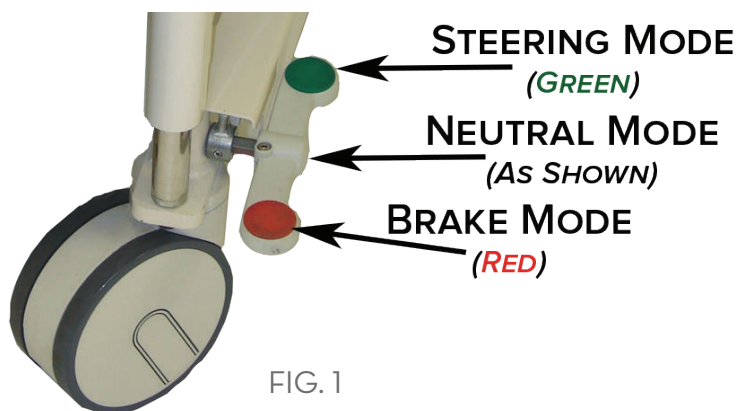 STEERING MODE
(GREEN)
NEUTRAL MODE
(AS SHOWN)
BRAKE MODE
(RED)
FIG. 1